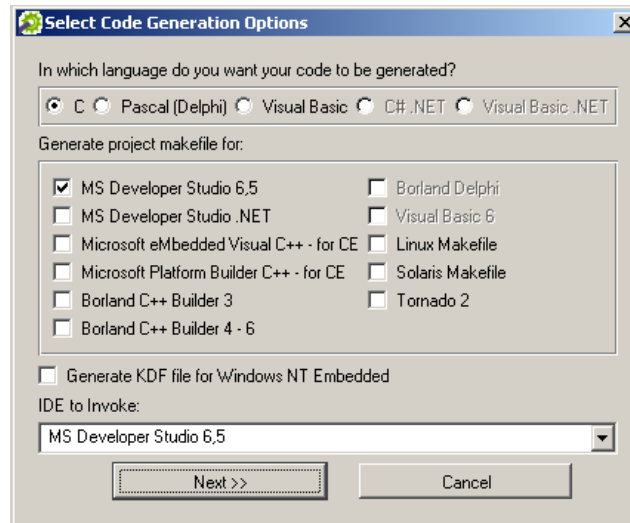 Select Code Generation Options
In which language do you want your code to be generated?
C Pascal (Delphi) Visual Basic C# .NET Visual Basic .NET
Generate project makefile for:
MS Developer Studio 6,5 Borland Delphi
MS Developer Studio .NET Visual Basic 6
Microsoft eMbedded Visual C++ - for CE Linux Makefile
Microsoft Platform Builder C++ - for CE Solaris Makefile
Borland C++ Builder 3 Tornado 2
Borland C++ Builder 4 - 6
Generate KDF file for Windows NT Embedded
IDE to Invoke:
MS Developer Studio 6,5
Next >> Cancel